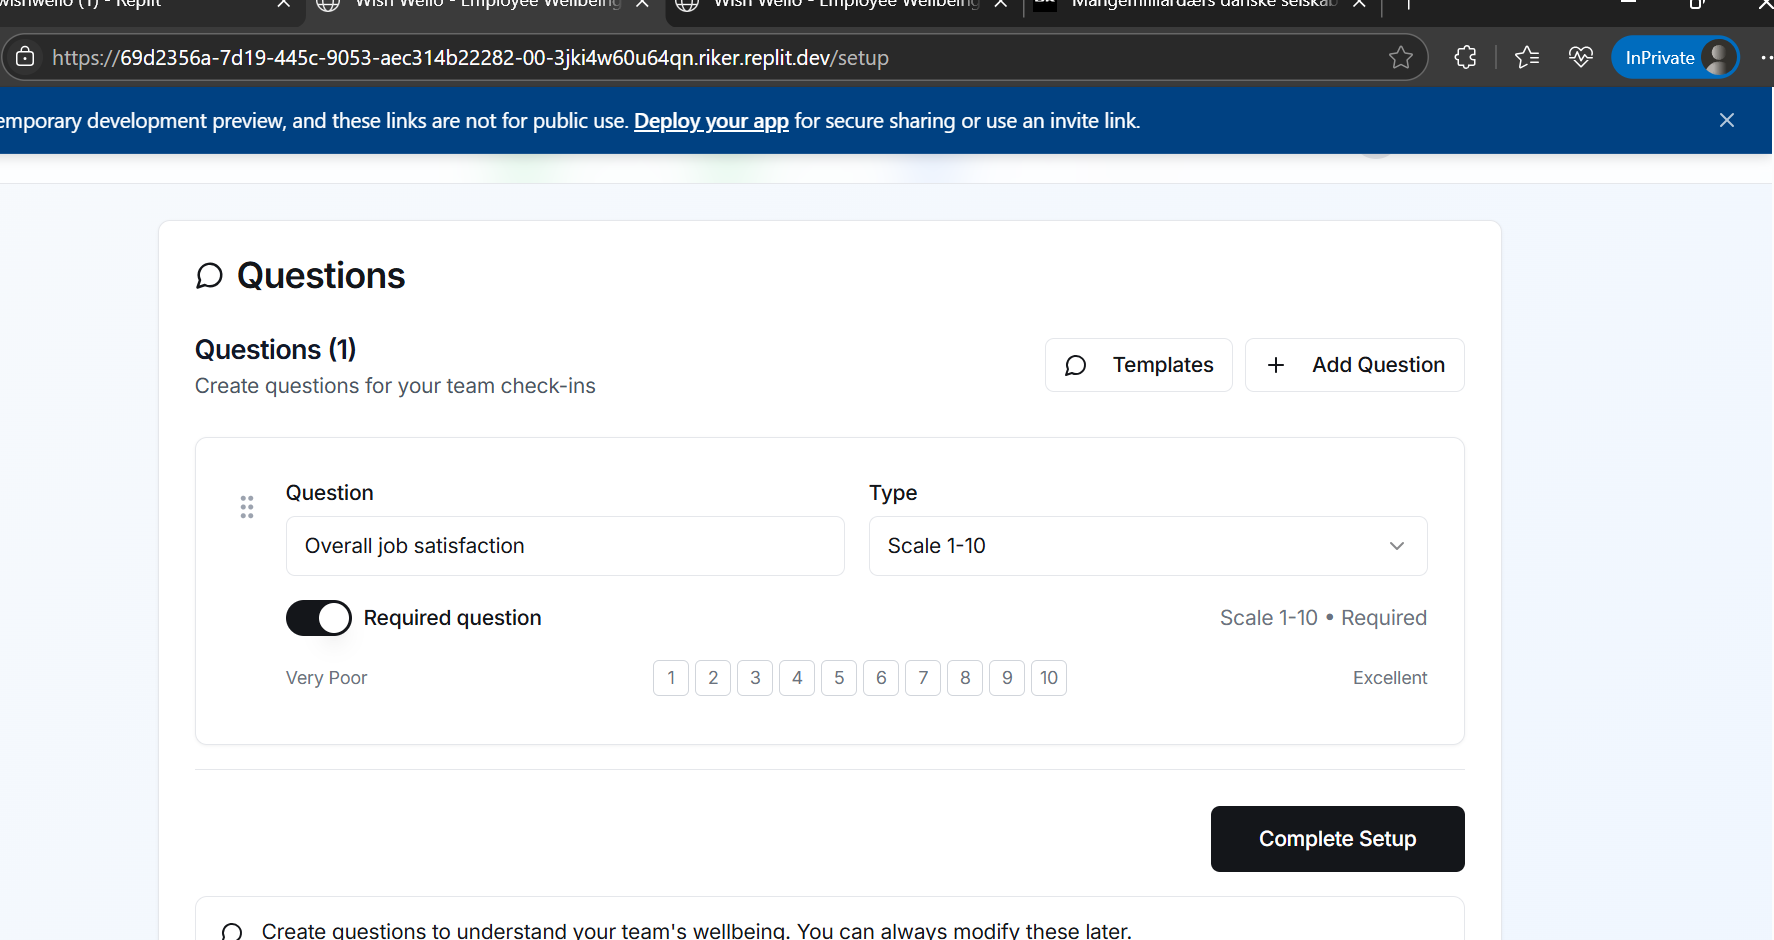 wishwello (1) - Replit
Wish Wello - Employee Wellbeing
Wish Wello - Employee Wellbeing
Mangemilliardærs danske selskab
https://69d2356a-7d19-445c-9053-aec314b22282-00-3jki4w60u64qn.riker.replit.dev/setup
InPrivate
emporary development preview, and these links are not for public use. Deploy your app for secure sharing or use an invite link.
Questions
Questions (1)
Create questions for your team check-ins
Templates
Add Question
Question
Type
Overall job satisfaction
Scale 1-10
Required question
Scale 1-10 • Required
Very Poor
1 2 3 4 5 6 7 8 9 10
Excellent
Complete Setup
Create questions to understand your team's wellbeing. You can always modify these later.